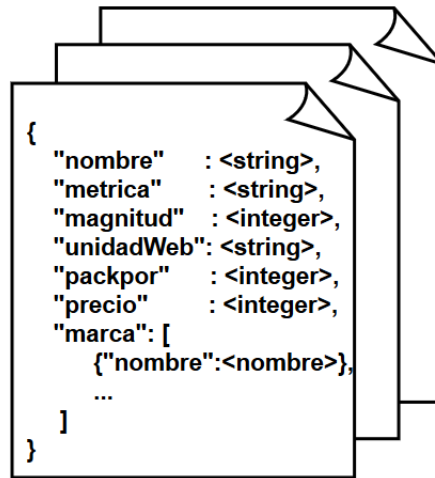 {
"nombre" : <string>,
"metrica" : <string>,
"magnitud" : <integer>,
"unidadWeb": <string>,
"packpor" : <integer>,
"precio" : <integer>,
"marca": [
{"nombre":<nombre>},
...
]
}